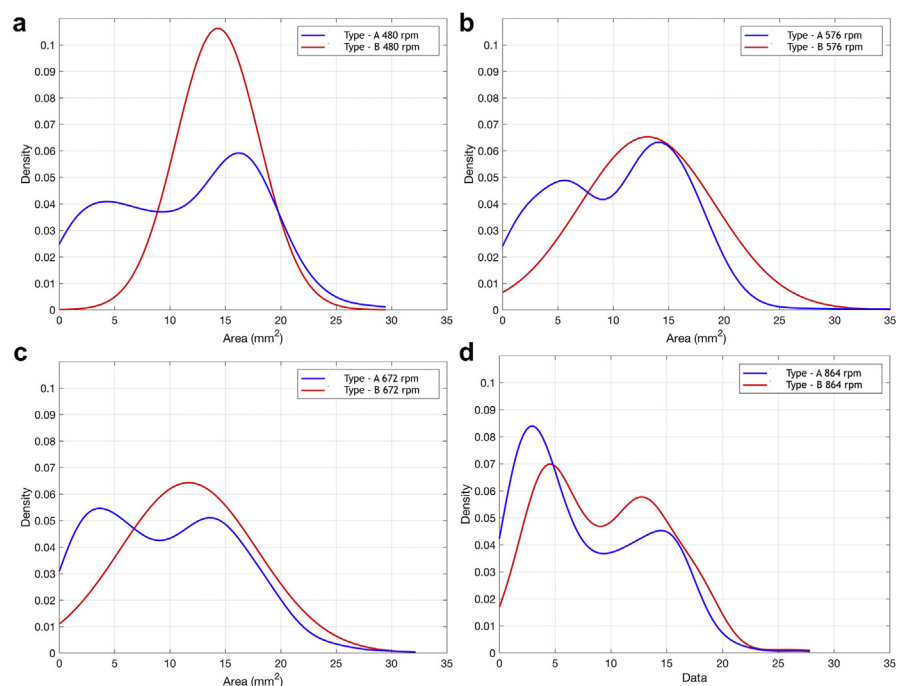 a
0.1
0.09
0.08
0.07
0.06
0.05
0.04
0.03
0.02
0.01
0
Density
0 5 10 15 20 25 30 35
Area (mm²)
Type - A 480 rpm
Type - B 480 rpm
b
0.1
0.09
0.08
0.07
0.06
0.05
0.04
0.03
0.02
0.01
0
Density
0 5 10 15 20 25 30 35
Area (mm²)
Type - A 576 rpm
Type - B 576 rpm
c
0.1
0.09
0.08
0.07
0.06
0.05
0.04
0.03
0.02
0.01
0
Density
0 5 10 15 20 25 30 35
Area (mm²)
Type - A 672 rpm
Type - B 672 rpm
d
0.1
0.09
0.08
0.07
0.06
0.05
0.04
0.03
0.02
0.01
0
Density
0 5 10 15 20 25 30 35
Data
Type - A 864 rpm
Type - B 864 rpm